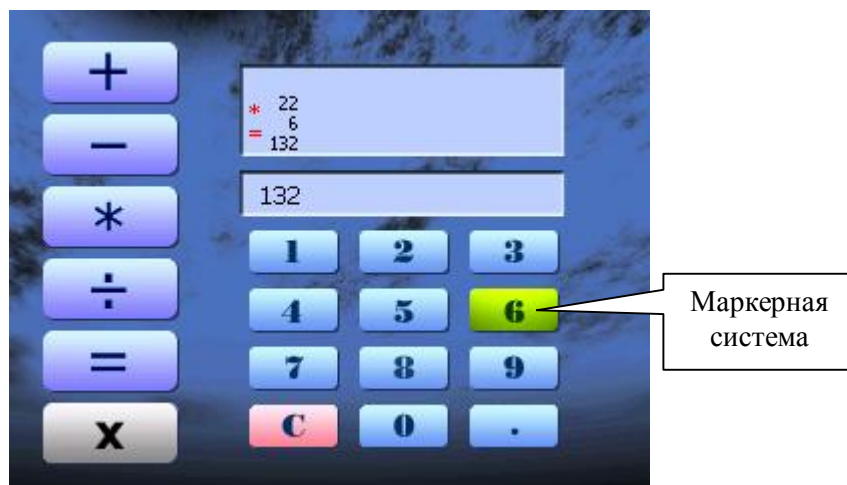 +
−
*
÷
=
x
* 22
= 6
132
132
1 2 3
4 5 6
7 8 9
C 0 .
Маркерная
система